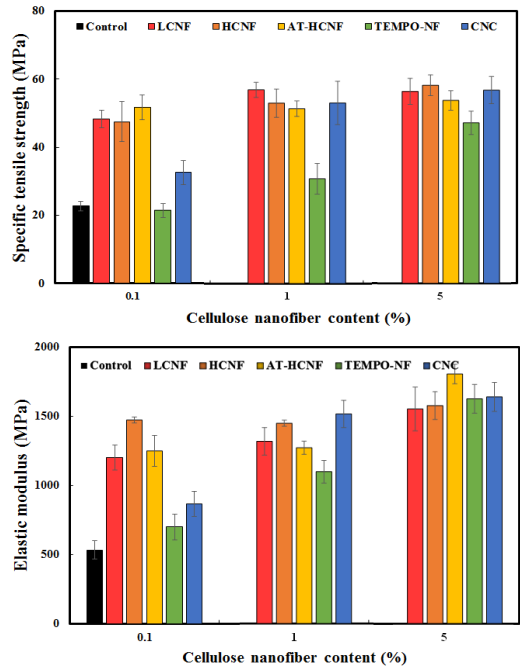 80
60
40
20
0
Specific tensile strength (MPa)
Control LCNF HCNF AT-HCNF TEMPO-NF CNC
0.1 1 5
Cellulose nanofiber content (%)
2000
1500
1000
500
0
Elastic modulus (MPa)
Control LCNF HCNF AT-HCNF TEMPO-NF CNC
0.1 1 5
Cellulose nanofiber content (%)